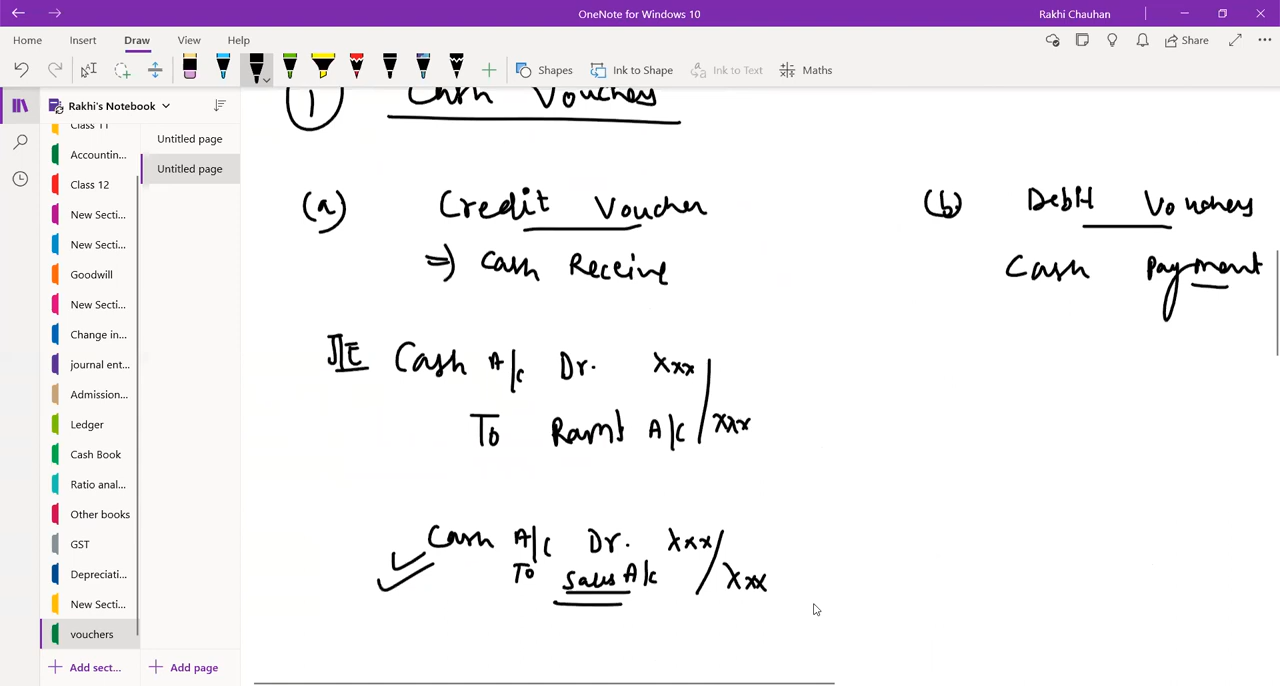 OneNote for Windows 10
Rakhi Chauhan
Home
Insert
Draw
View
Help
Share
Shapes
Ink to Shape
Ink to Text
Maths
Rakhi's Notebook
Class 11
Accounting...
Class 12
New Secti...
New Secti...
Goodwill
New Secti...
Change in...
journal ent...
Admission...
Ledger
Cash Book
Ratio anal...
Other books
GST
Depreciati...
New Secti...
vouchers
Add sect...
Untitled page
Untitled page
Add page
1 Cash Vouchers
(a) Credit Voucher
⇒ Cash Receive
JE Cash A/c Dr. xxx
To Ram's A/c xxx
Cash A/c Dr. xxx
To Sales A/c xxx
(b) Debit Vouchers
Cash Payment